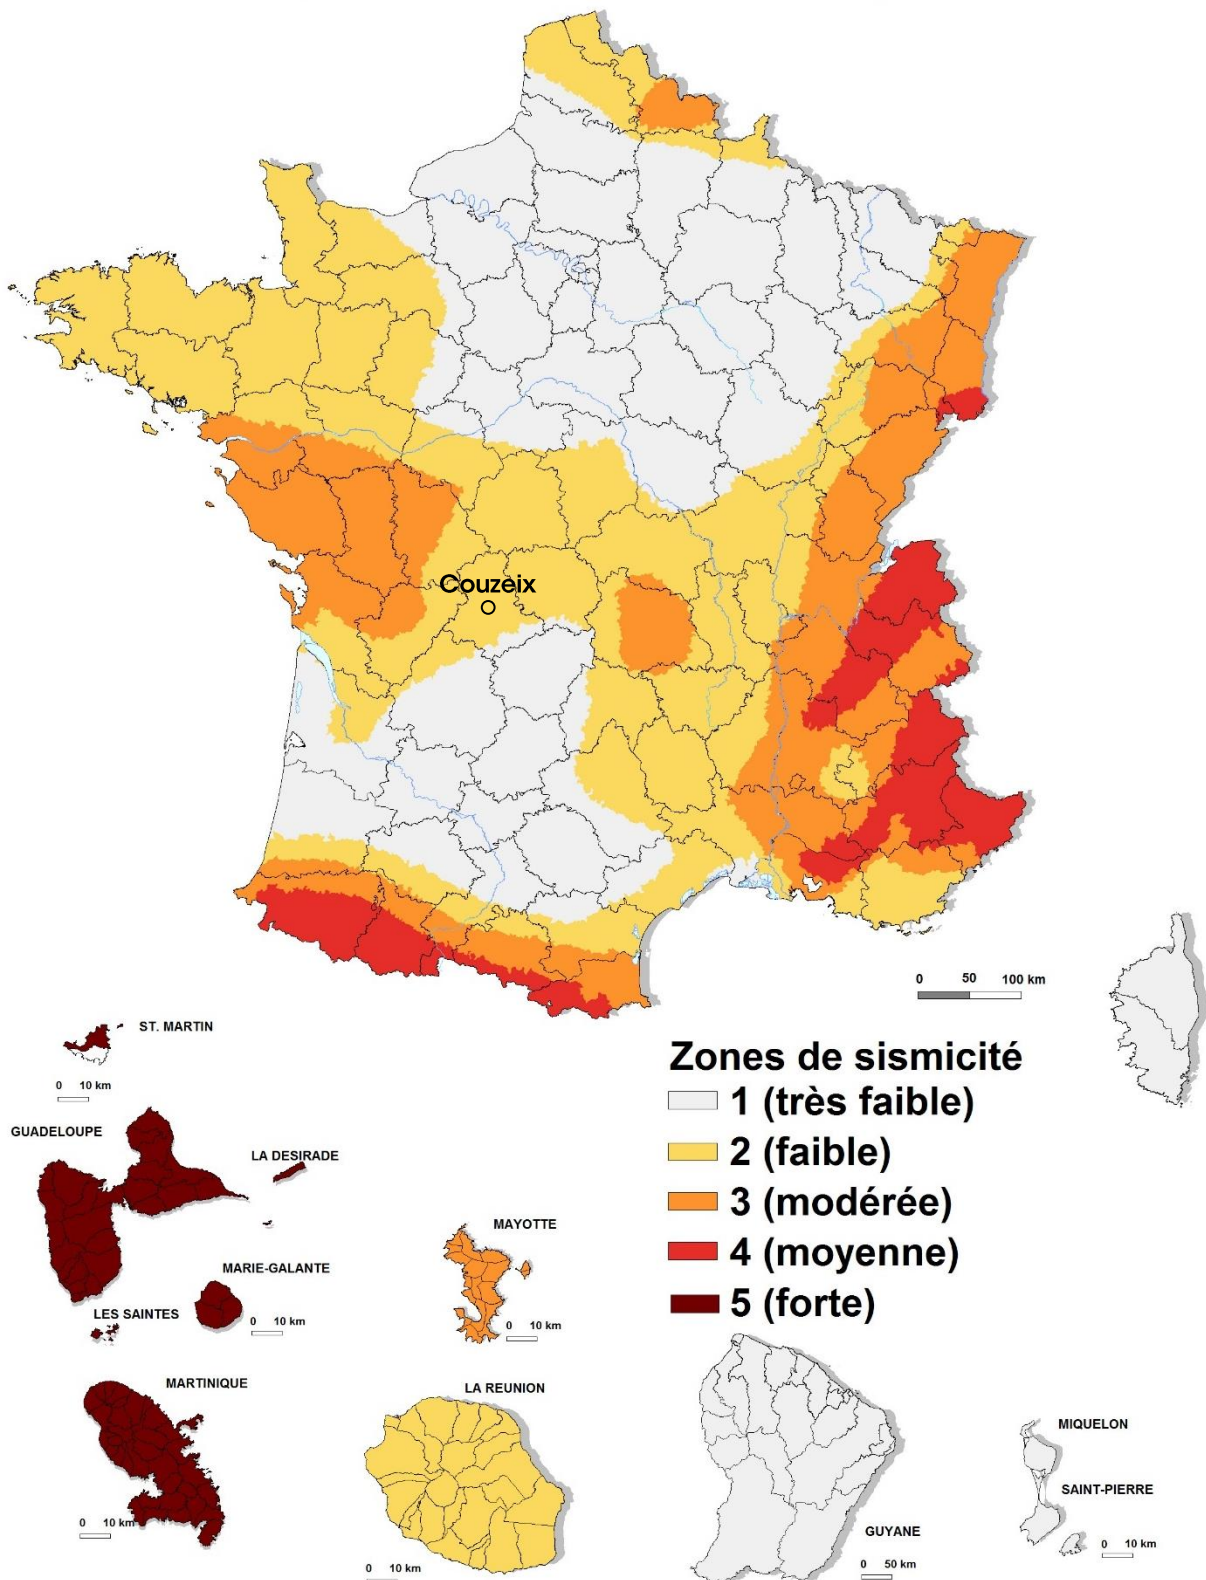 Couzeix
0 50 100 km
ST. MARTIN
0 10 km
GUADELOUPE
LA DESIRADE
MARIE-GALANTE
0 10 km
LES SAINTES
MAYOTTE
0 10 km
Zones de sismicité
1 (très faible)
2 (faible)
3 (modérée)
4 (moyenne)
5 (forte)
MARTINIQUE
0 10 km
LA REUNION
0 10 km
GUYANE
0 50 km
MIQUELON
SAINT-PIERRE
0 10 km